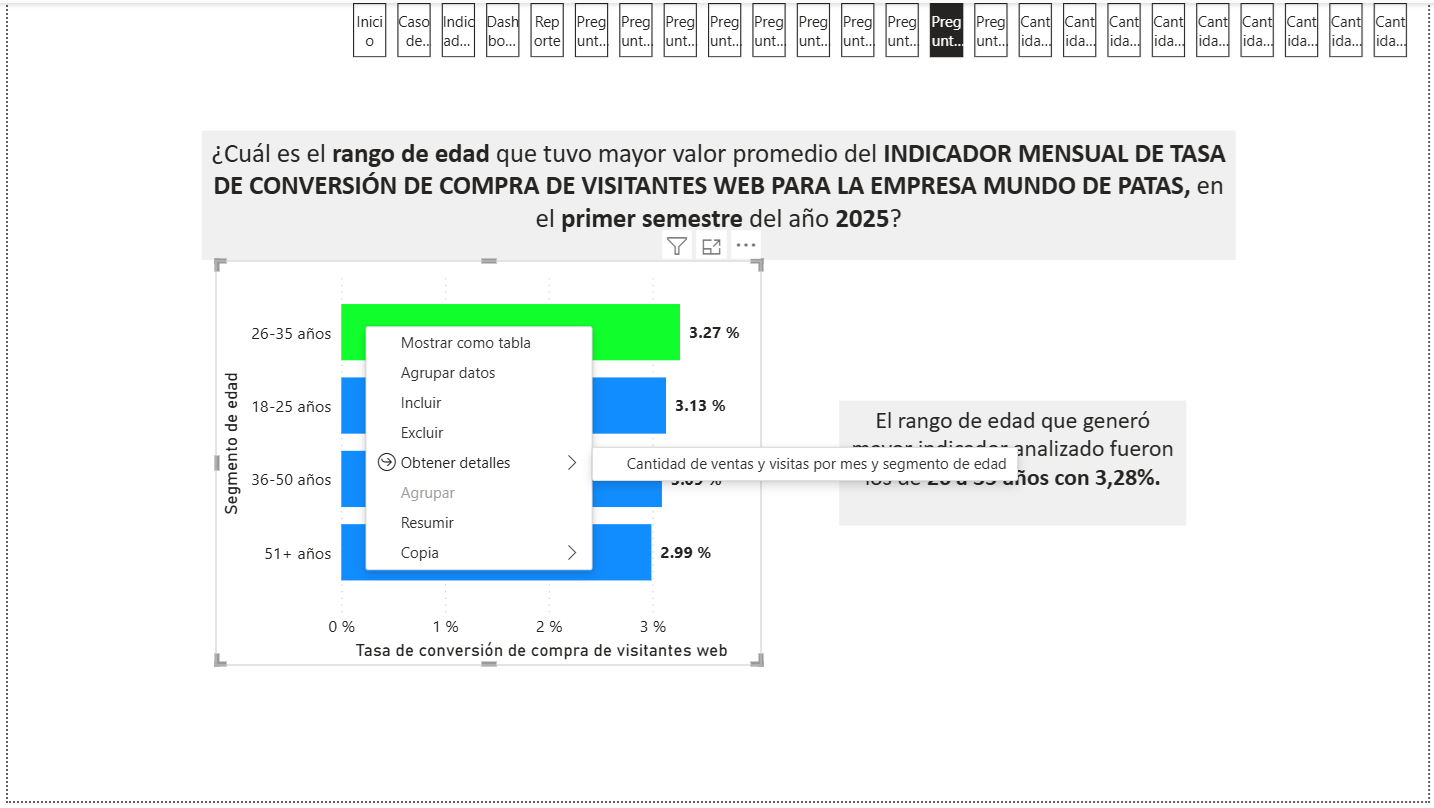 Inici
o
Caso
de...
Indic
ad...
Dash
bo...
Rep
orte
Preg
unt...
Preg
unt...
Preg
unt...
Preg
unt...
Preg
unt...
Preg
unt...
Preg
unt...
Preg
unt...
Preg
unt...
Preg
unt...
Cant
ida...
Cant
ida...
Cant
ida...
Cant
ida...
Cant
ida...
Cant
ida...
Cant
ida...
Cant
ida...
Cant
ida...
¿Cuál es el rango de edad que tuvo mayor valor promedio del INDICADOR MENSUAL DE TASA
DE CONVERSIÓN DE COMPRA DE VISITANTES WEB PARA LA EMPRESA MUNDO DE PATAS, en
el primer semestre del año 2025?
Segmento de edad
26-35 años
3.27 %
18-25 años
3.13 %
36-50 años
51+ años
2.99 %
0 %
1 %
2 %
3 %
Tasa de conversión de compra de visitantes web
Mostrar como tabla
Agrupar datos
Incluir
Excluir
Obtener detalles
Agrupar
Resumir
Copia
Cantidad de ventas y visitas por mes y segmento de edad
El rango de edad que generó
mayor indicador analizado fueron
los de 26 a 35 años con 3,28%.